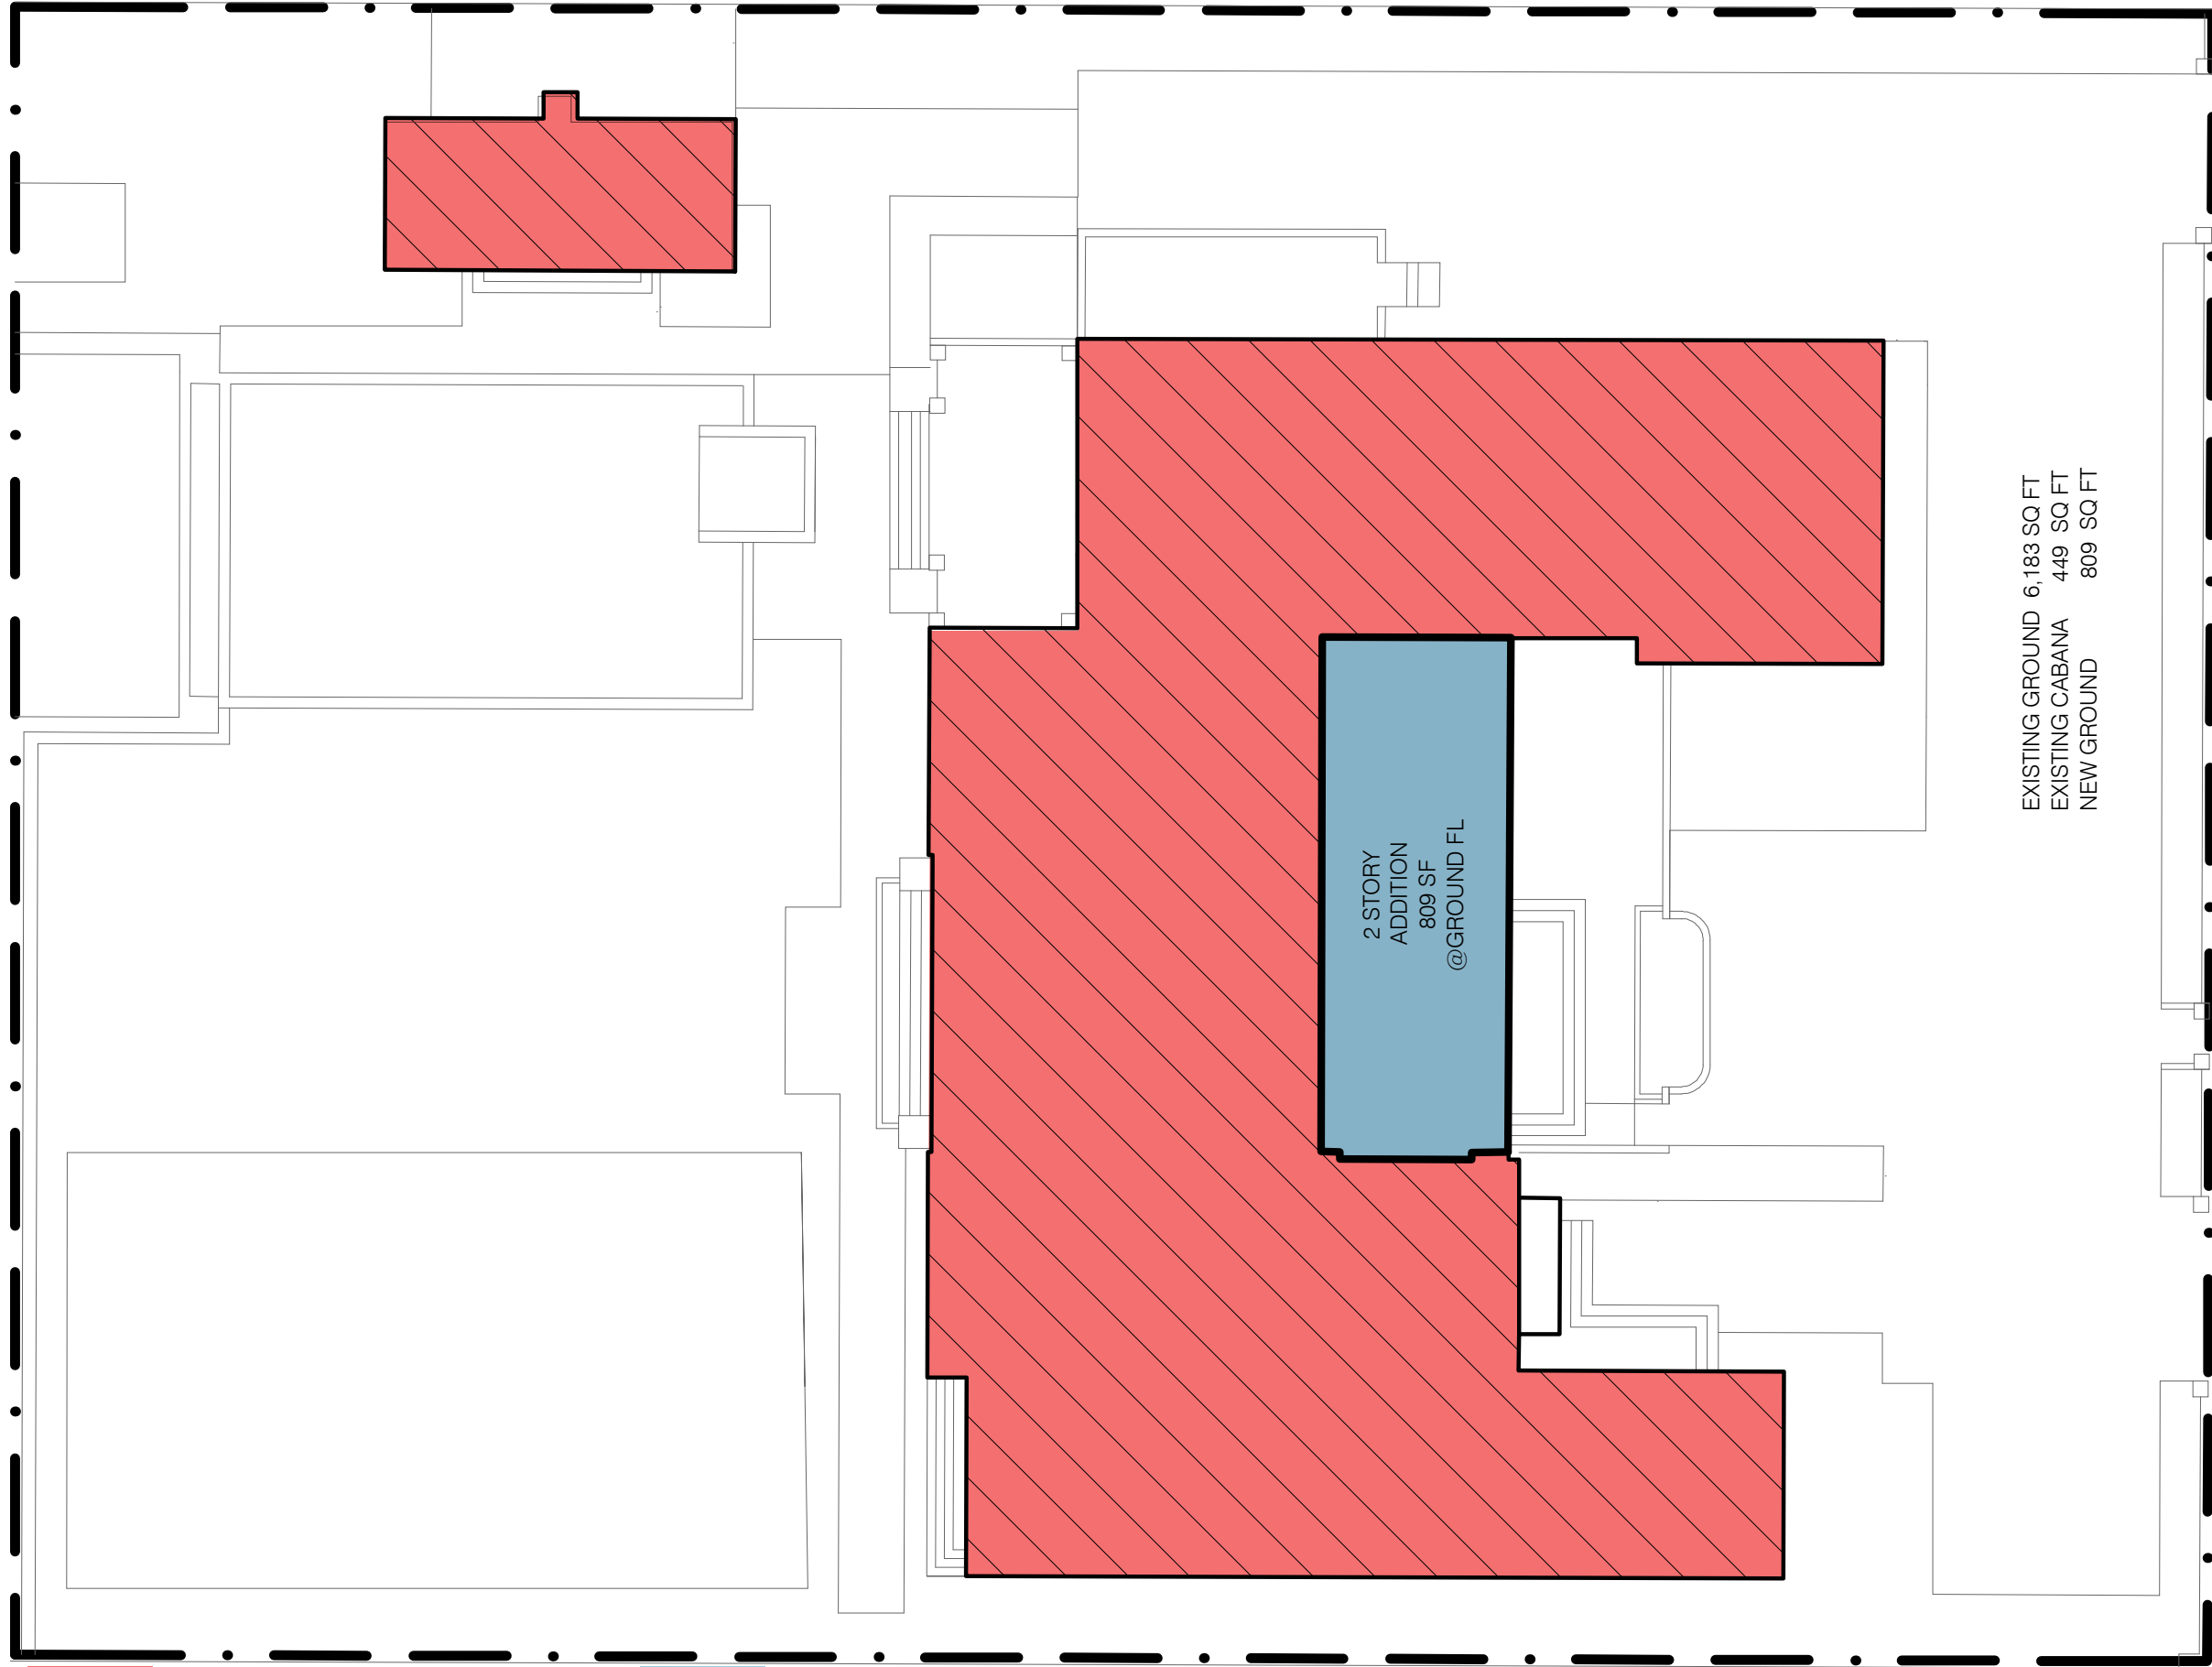 2 STORY
ADDITION
809 SF
@GROUND FL
EXISTING GROUND 6,183 SQ FT
EXISTING CABANA 449 SQ FT
NEW GROUND 809 SQ FT